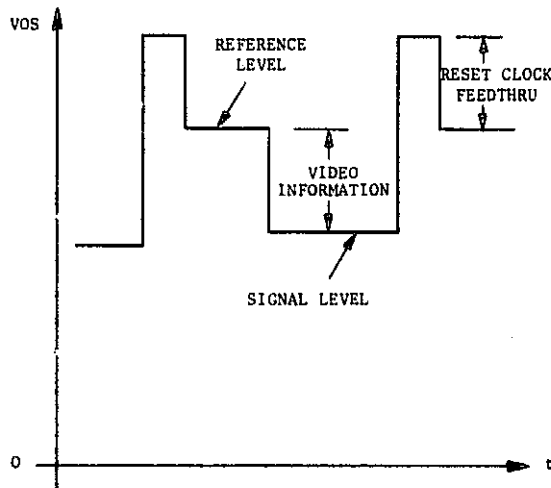 VOS
REFERENCE
LEVEL
RESET CLOCK
FEEDTHRU
VIDEO
INFORMATION
SIGNAL LEVEL
0
t